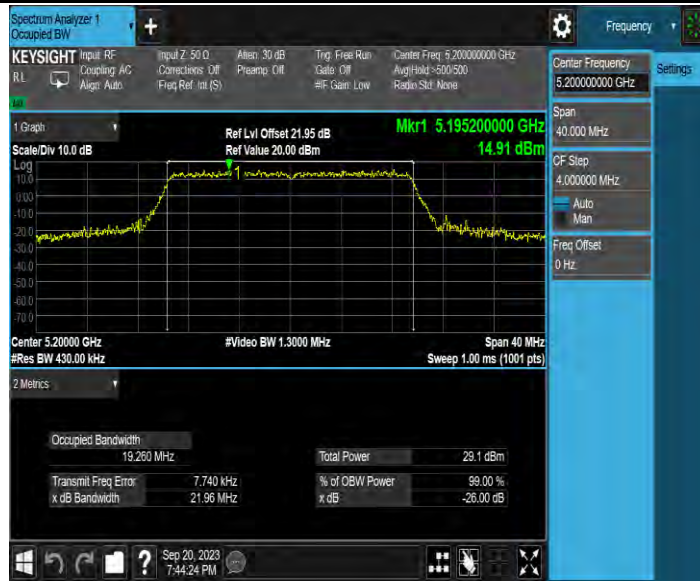 Spectrum Analyzer 1
Occupied BW
+
Frequency
KEYSIGHT Input: RF Input Z: 50 Ω Atten: 30 dB Trig: Free Run Center Freq: 5.200000000 GHz
RL Coupling: AC Corrections: Off Preamp: Off Gate: Off Avg|Hold:>500/500
Align: Auto Freq Ref: Int (S) #IF Gain: Low Radio Std: None
Center Frequency
5.200000000 GHz
Settings
Span
40.000 MHz
CF Step
4.000000 MHz
Auto
Man
Freq Offset
0 Hz
1 Graph
Ref Lvl Offset 21.95 dB Mkr1 5.195200000 GHz
Scale/Div 10.0 dB Ref Value 20.00 dBm 14.91 dBm
Log
10.0
0.00
-10.0
-20.0
-30.0
-40.0
-50.0
-60.0
-70.0
1
Center 5.20000 GHz #Video BW 1.3000 MHz Span 40 MHz
#Res BW 430.00 kHz Sweep 1.00 ms (1001 pts)
2 Metrics
Occupied Bandwidth
19.260 MHz Total Power 29.1 dBm
Transmit Freq Error 7.740 kHz % of OBW Power 99.00 %
x dB Bandwidth 21.96 MHz x dB -26.00 dB
? Sep 20, 2023
7:44:24 PM